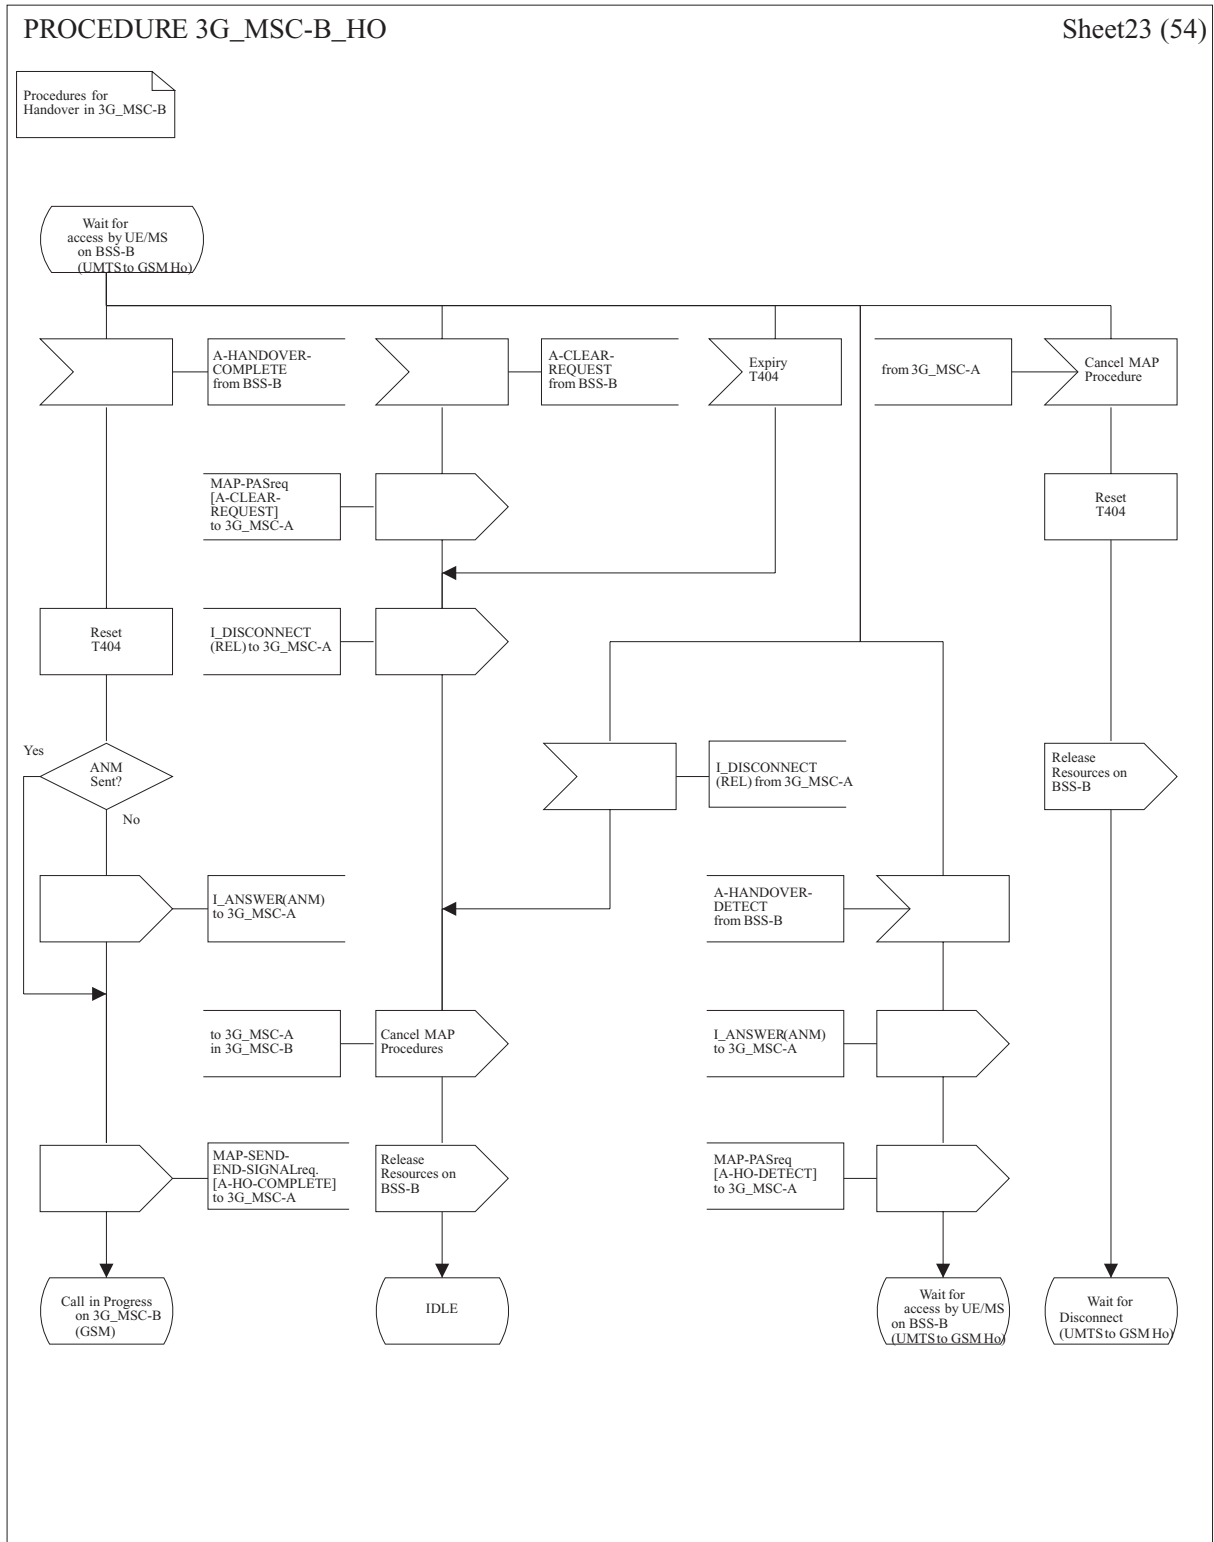 PROCEDURE 3G_MSC-B_HO
Sheet23 (54)
Procedures for
Handover in 3G_MSC-B
Wait for
access by UE/MS
on BSS-B
(UMTS to GSM Ho)
A-HANDOVER-
COMPLETE
from BSS-B
A-CLEAR-
REQUEST
from BSS-B
Expiry
T404
from 3G_MSC-A
Cancel MAP
Procedure
MAP-PASreq
[A-CLEAR-
REQUEST]
to 3G_MSC-A
Reset
T404
Reset
T404
I_DISCONNECT
(REL) to 3G_MSC-A
Yes
ANM
Sent?
No
I_DISCONNECT
(REL) from 3G_MSC-A
Release
Resources on
BSS-B
I_ANSWER(ANM)
to 3G_MSC-A
A-HANDOVER-
DETECT
from BSS-B
to 3G_MSC-A
in 3G_MSC-B
Cancel MAP
Procedures
I_ANSWER(ANM)
to 3G_MSC-A
MAP-SEND-
END-SIGNALreq.
[A-HO-COMPLETE]
to 3G_MSC-A
Release
Resources on
BSS-B
MAP-PASreq
[A-HO-DETECT]
to 3G_MSC-A
Call in Progress
on 3G_MSC-B
(GSM)
IDLE
Wait for
access by UE/MS
on BSS-B
(UMTS to GSM Ho)
Wait for
Disconnect
(UMTS to GSM Ho)